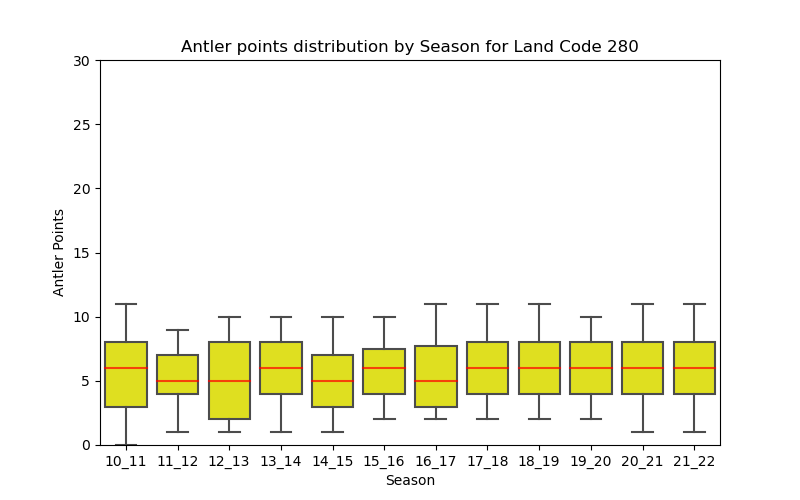 Antler points distribution by Season for Land Code 280
30
25
20
15
10
5
0
Antler Points
10_11 11_12 12_13 13_14 14_15 15_16 16_17 17_18 18_19 19_20 20_21 21_22
Season